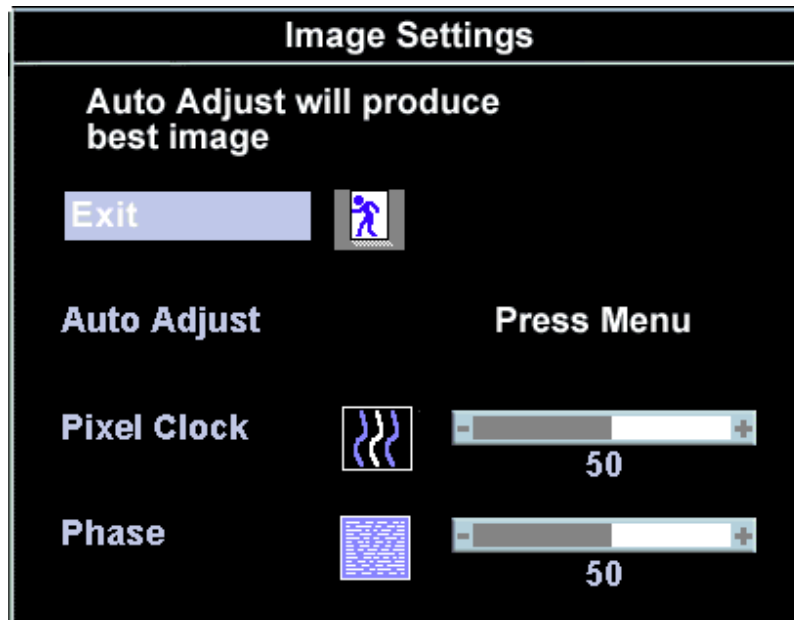 Image Settings
Auto Adjust will produce
best image
Exit
Auto Adjust Press Menu
Pixel Clock - +
50
Phase - +
50